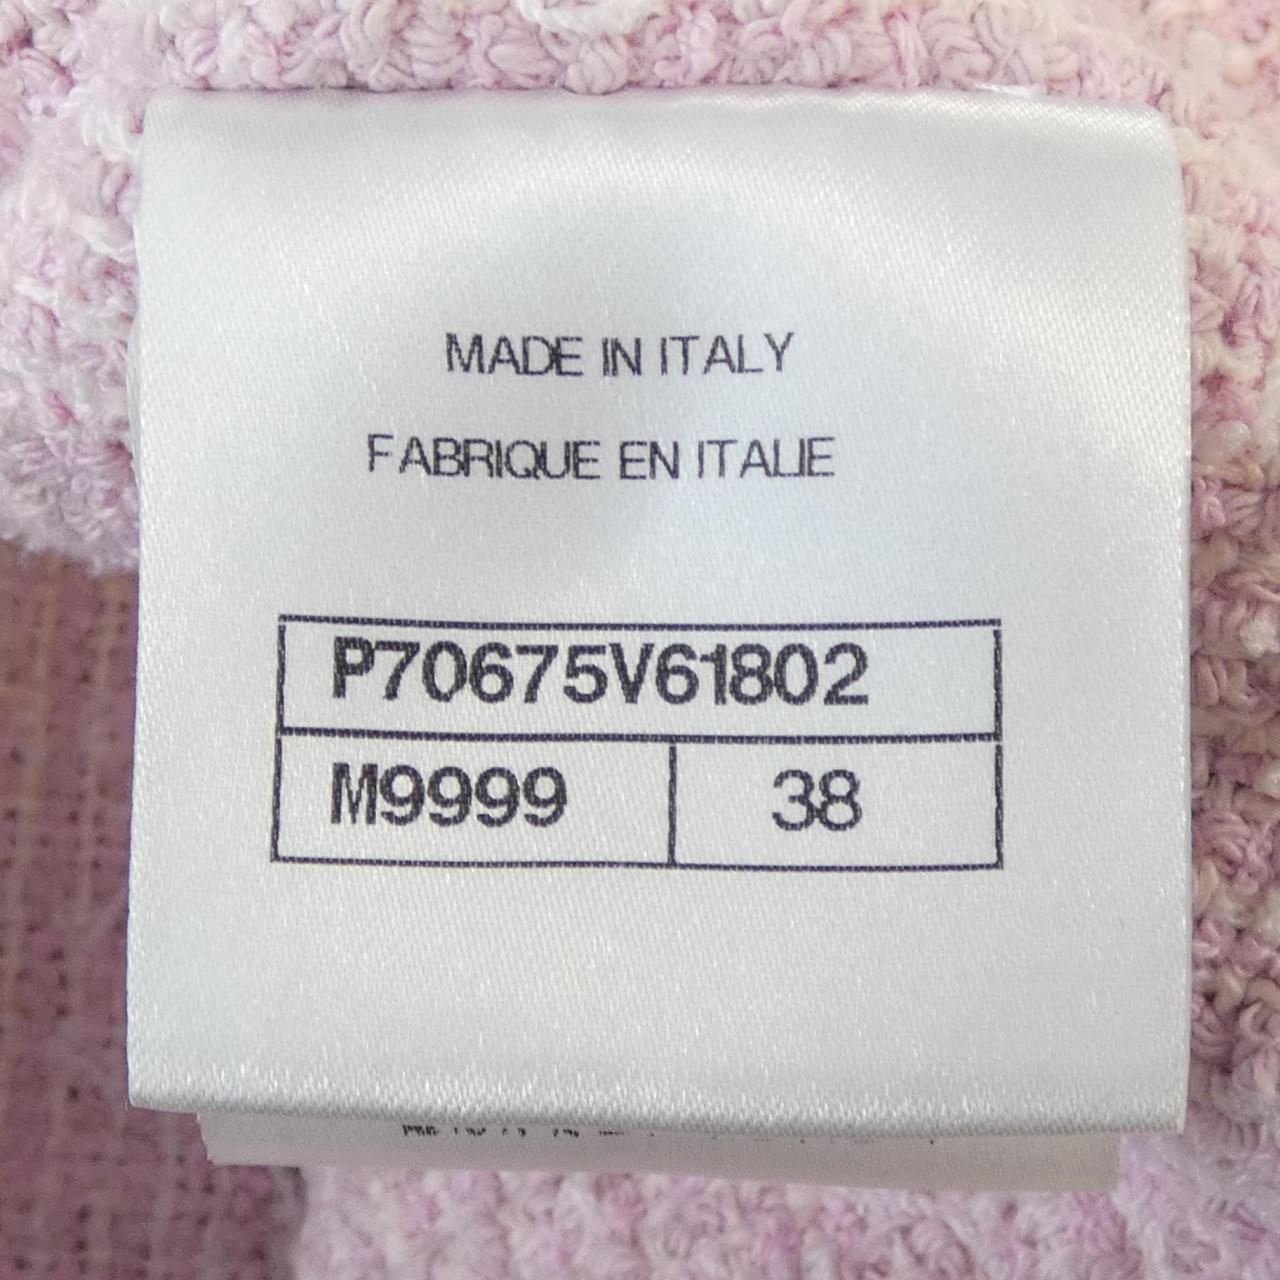 MADE IN ITALY
FABRIQUE EN ITALIE
P70675V61802
M9999
38